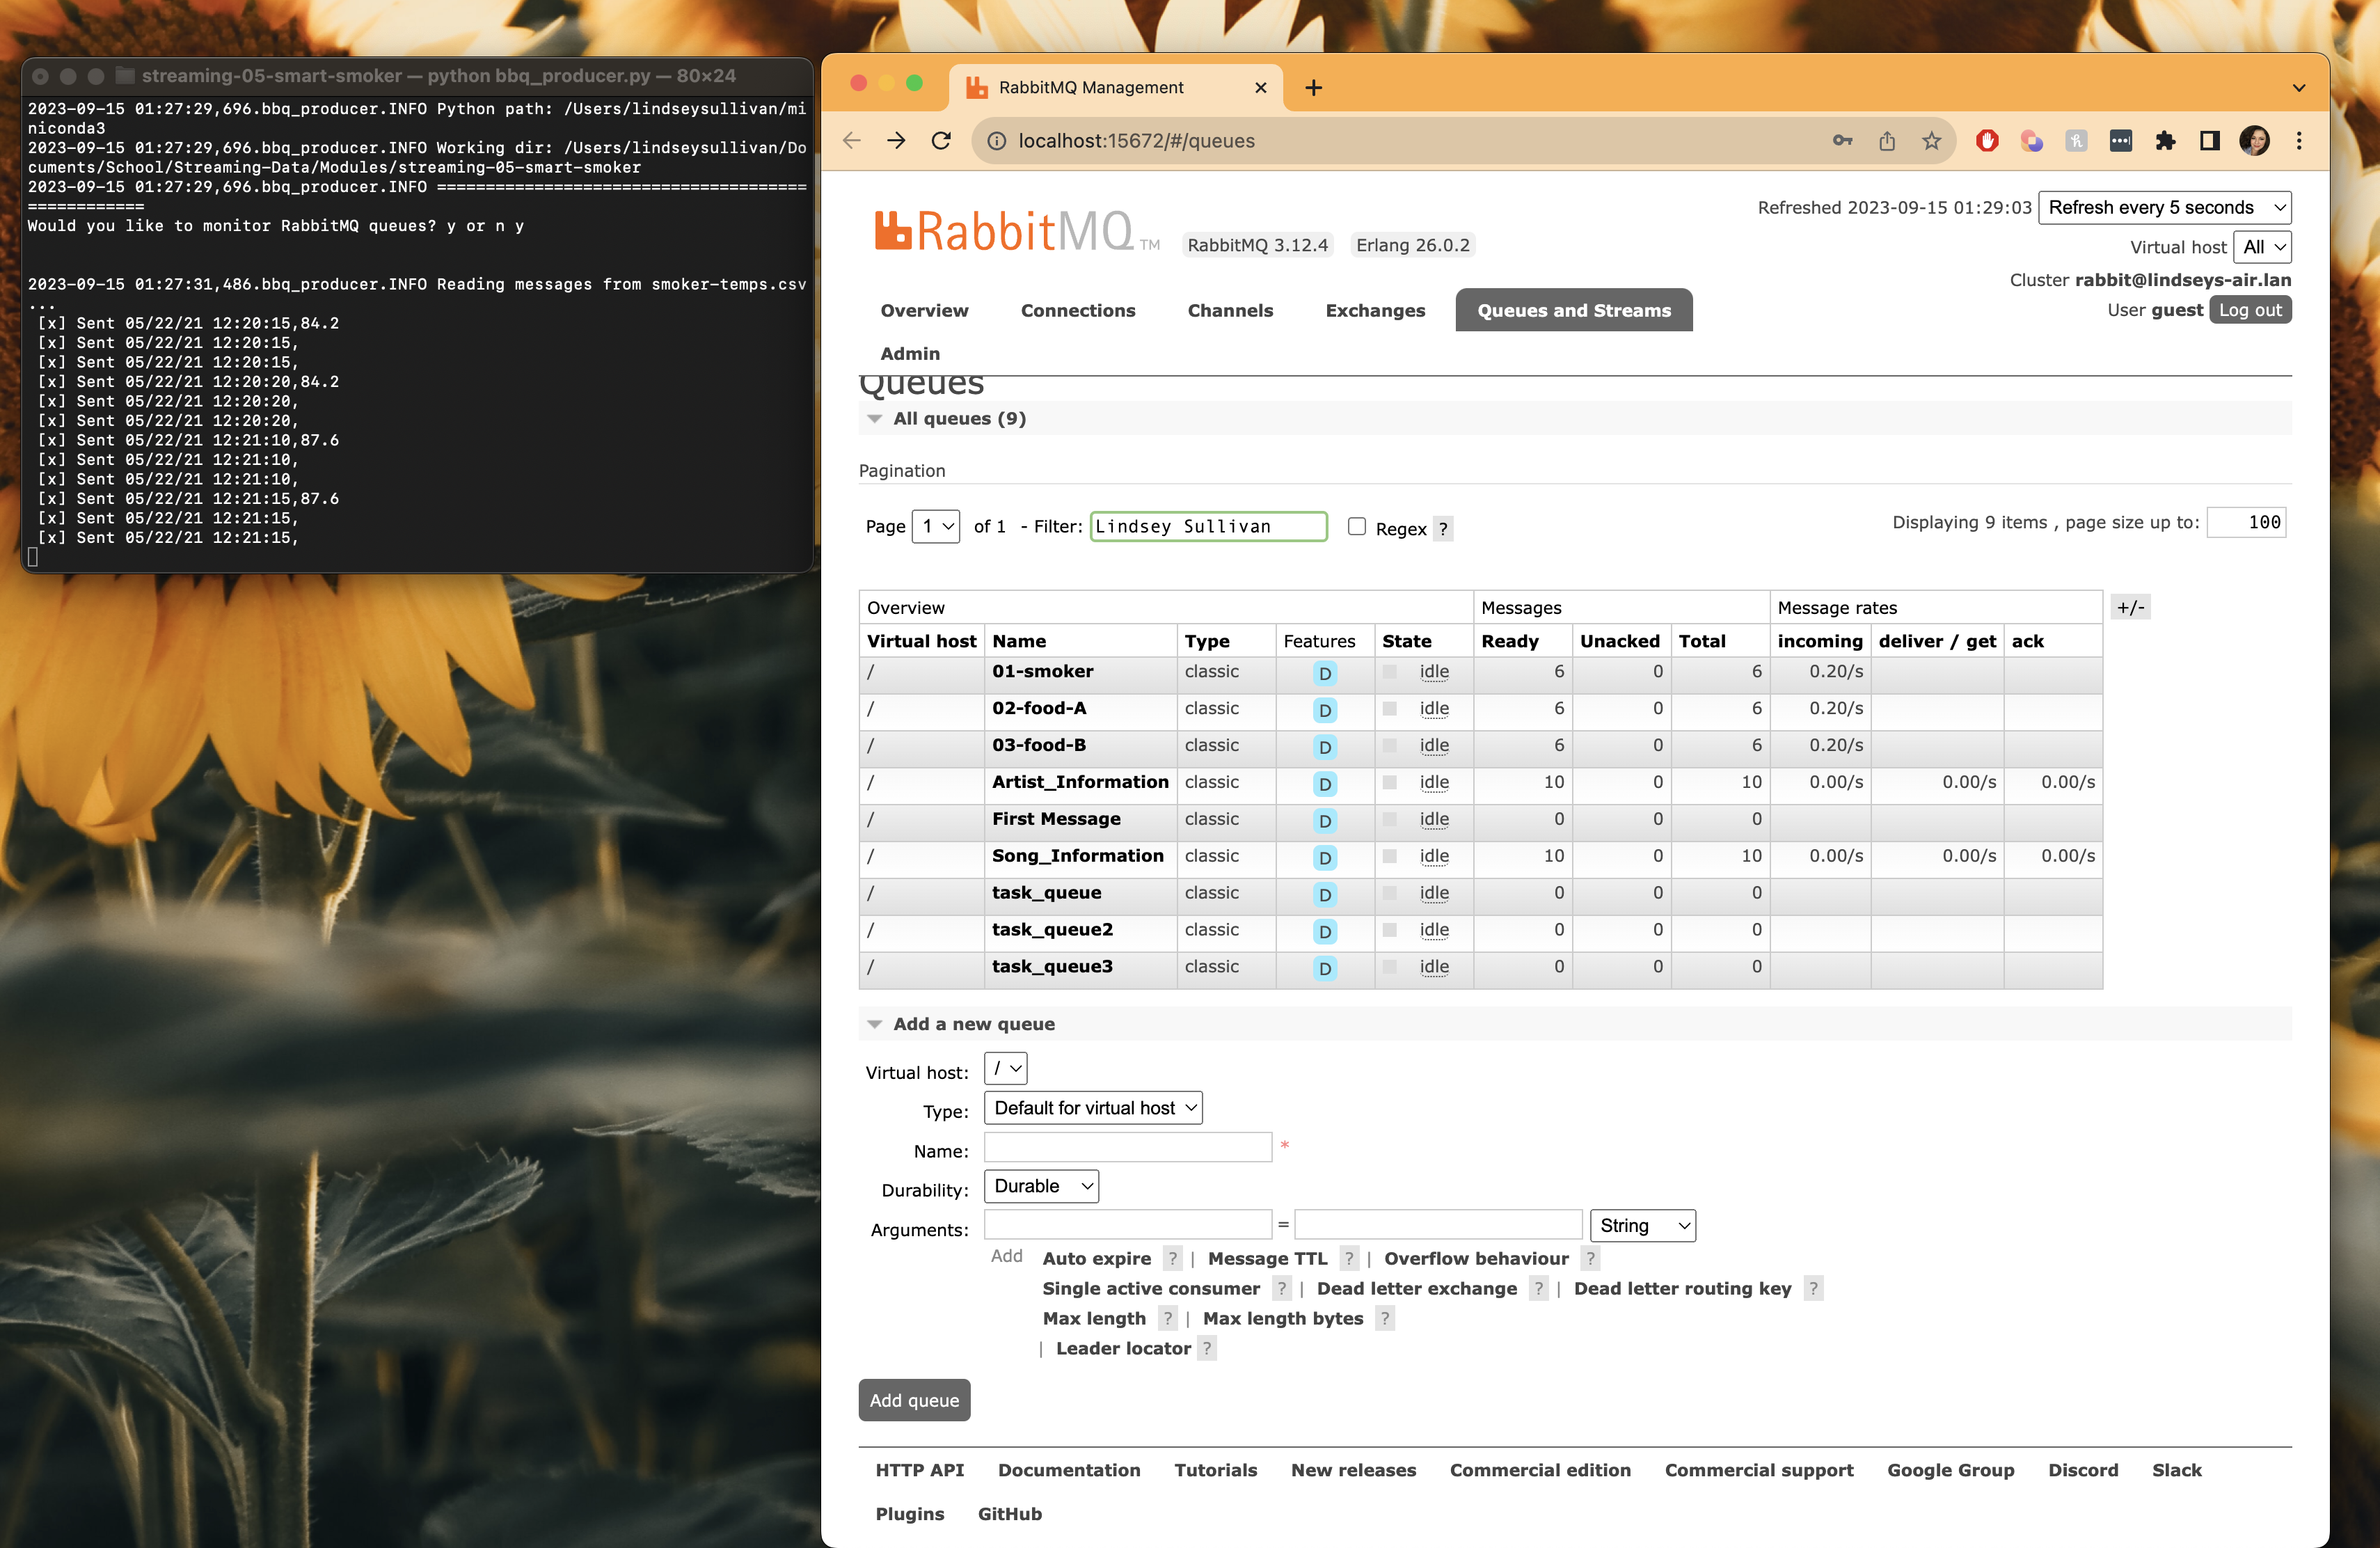 streaming-05-smart-smoker — python bbq_producer.py — 80×24
2023-09-15 01:27:29,696.bbq_producer.INFO Python path: /Users/lindseysullivan/mi
niconda3
2023-09-15 01:27:29,696.bbq_producer.INFO Working dir: /Users/lindseysullivan/Do
cuments/School/Streaming-Data/Modules/streaming-05-smart-smoker
2023-09-15 01:27:29,696.bbq_producer.INFO ======================================
============
Would you like to monitor RabbitMQ queues? y or n y
2023-09-15 01:27:31,486.bbq_producer.INFO Reading messages from smoker-temps.csv
...
[x] Sent 05/22/21 12:20:15,84.2
[x] Sent 05/22/21 12:20:15,
[x] Sent 05/22/21 12:20:15,
[x] Sent 05/22/21 12:20:20,84.2
[x] Sent 05/22/21 12:20:20,
[x] Sent 05/22/21 12:20:20,
[x] Sent 05/22/21 12:21:10,87.6
[x] Sent 05/22/21 12:21:10,
[x] Sent 05/22/21 12:21:10,
[x] Sent 05/22/21 12:21:15,87.6
[x] Sent 05/22/21 12:21:15,
[x] Sent 05/22/21 12:21:15,
RabbitMQ Management
localhost:15672/#/queues
Refreshed 2023-09-15 01:29:03 Refresh every 5 seconds
RabbitMQ TM RabbitMQ 3.12.4 Erlang 26.0.2
Virtual host All
Cluster rabbit@lindseys-air.lan
User guest Log out
Overview Connections Channels Exchanges Queues and Streams
Admin
Queues
All queues (9)
Pagination
Page 1 of 1 - Filter: Lindsey Sullivan Regex ? Displaying 9 items , page size up to: 100
Overview Messages Message rates +/-
Virtual host Name Type Features State Ready Unacked Total incoming deliver / get ack
/ 01-smoker classic D idle 6 0 6 0.20/s
/ 02-food-A classic D idle 6 0 6 0.20/s
/ 03-food-B classic D idle 6 0 6 0.20/s
/ Artist_Information classic D idle 10 0 10 0.00/s 0.00/s 0.00/s
/ First Message classic D idle 0 0 0
/ Song_Information classic D idle 10 0 10 0.00/s 0.00/s 0.00/s
/ task_queue classic D idle 0 0 0
/ task_queue2 classic D idle 0 0 0
/ task_queue3 classic D idle 0 0 0
Add a new queue
Virtual host: /
Type: Default for virtual host
Name: *
Durability: Durable
Arguments: = String
Add Auto expire ? | Message TTL ? | Overflow behaviour ?
Single active consumer ? | Dead letter exchange ? | Dead letter routing key ?
Max length ? | Max length bytes ?
| Leader locator ?
Add queue
HTTP API Documentation Tutorials New releases Commercial edition Commercial support Google Group Discord Slack
Plugins GitHub